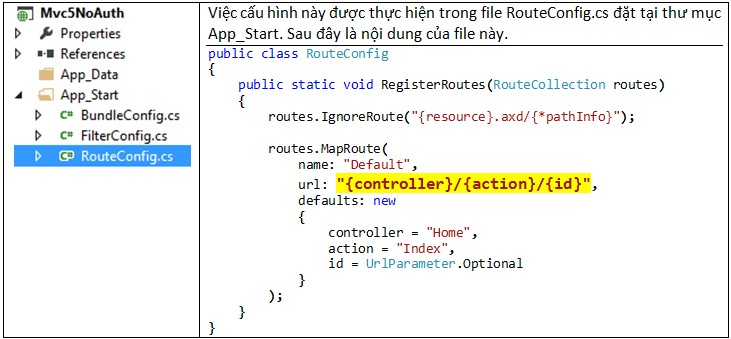 Mvc5NoAuth
Properties
References
App_Data
App_Start
BundleConfig.cs
FilterConfig.cs
RouteConfig.cs
Việc cấu hình này được thực hiện trong file RouteConfig.cs đặt tại thư mục
App_Start. Sau đây là nội dung của file này.
public class RouteConfig
{
public static void RegisterRoutes(RouteCollection routes)
{
routes.IgnoreRoute("{resource}.axd/{*pathInfo}");
routes.MapRoute(
name: "Default",
url: "{controller}/{action}/{id}",
defaults: new
{
controller = "Home",
action = "Index",
id = UrlParameter.Optional
}
);
}
}